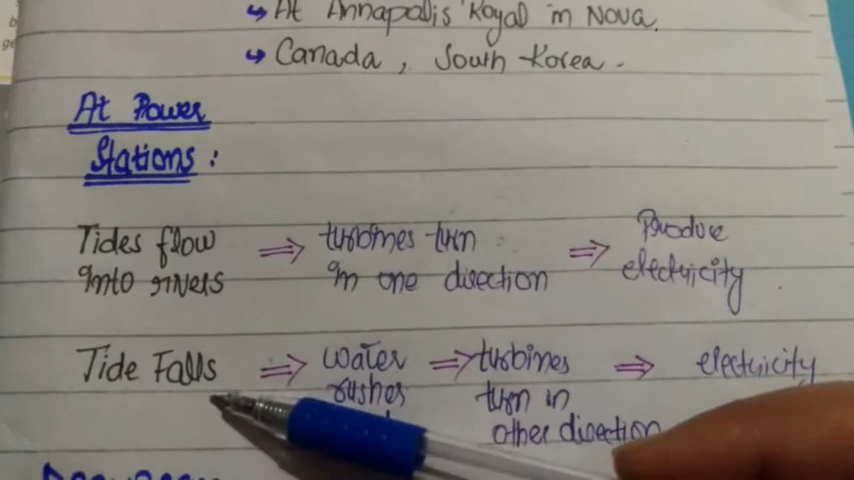 ↳ At Annapolis Royal in Nova.
↳ Canada, South Korea.
At Power
Stations:
Tides flow ⇒ turbines turn ⇒ Produce
into rivers in one direction electricity
Tide Falls ⇒ water ⇒ turbines ⇒ electricity
rushes turn in
other direction